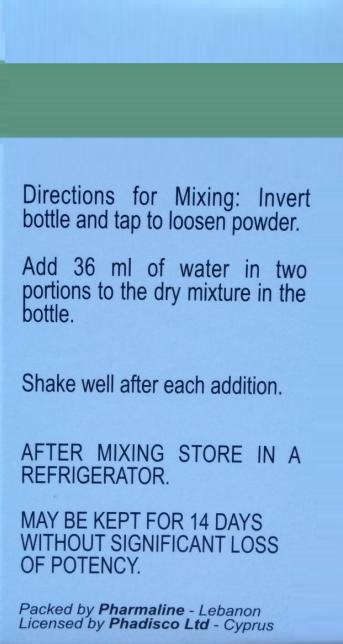 Directions for Mixing: Invert
bottle and tap to loosen powder.
Add 36 ml of water in two
portions to the dry mixture in the
bottle.
Shake well after each addition.
AFTER MIXING STORE IN A
REFRIGERATOR.
MAY BE KEPT FOR 14 DAYS
WITHOUT SIGNIFICANT LOSS
OF POTENCY.
Packed by Pharmaline - Lebanon
Licensed by Phadisco Ltd - Cyprus